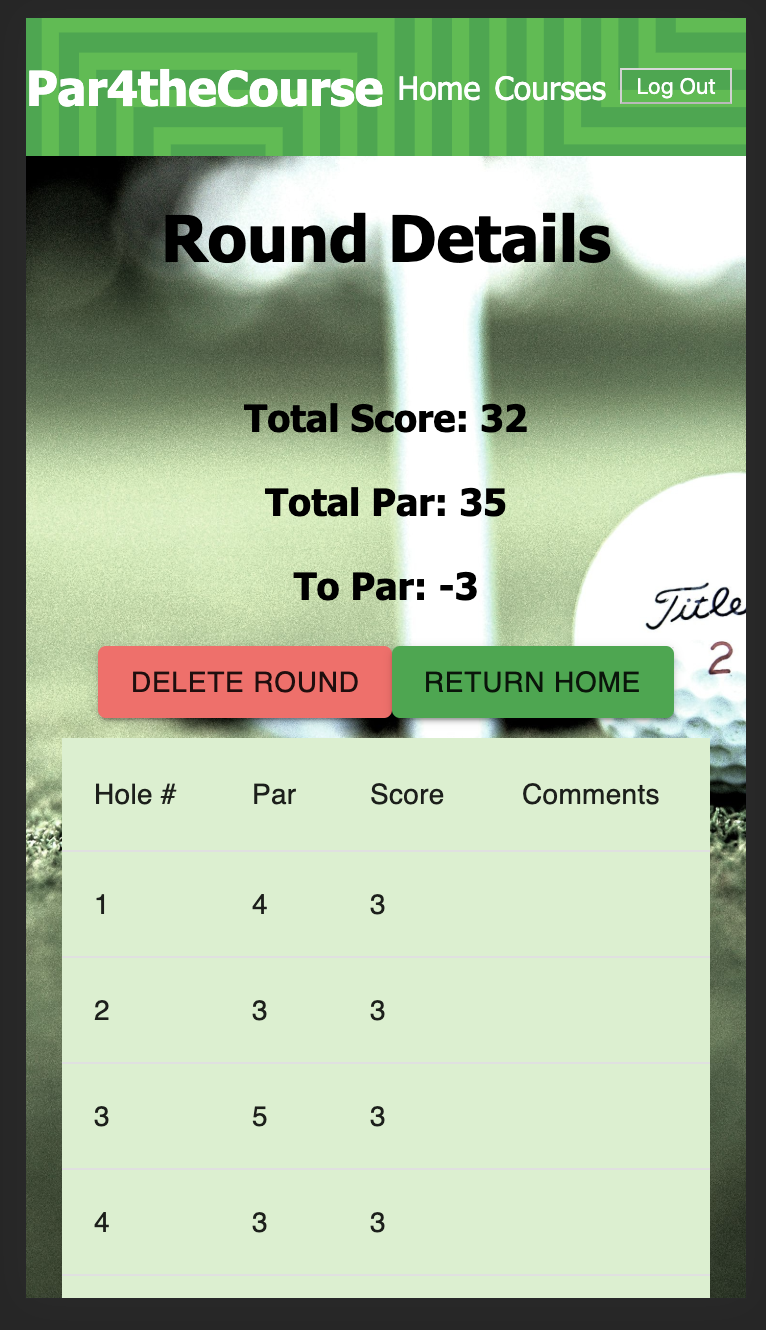 Par4theCourse Home Courses Log Out
Round Details
Total Score: 32
Total Par: 35
To Par: -3
Title
2
DELETE ROUND RETURN HOME
Hole # Par Score Comments
1 4 3
2 3 3
3 5 3
4 3 3